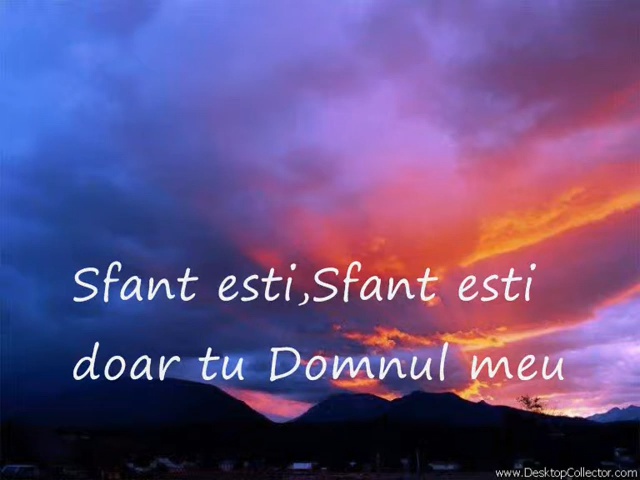 Sfant esti,Sfant esti
doar tu Domnul meu
www.DesktopCollector.com